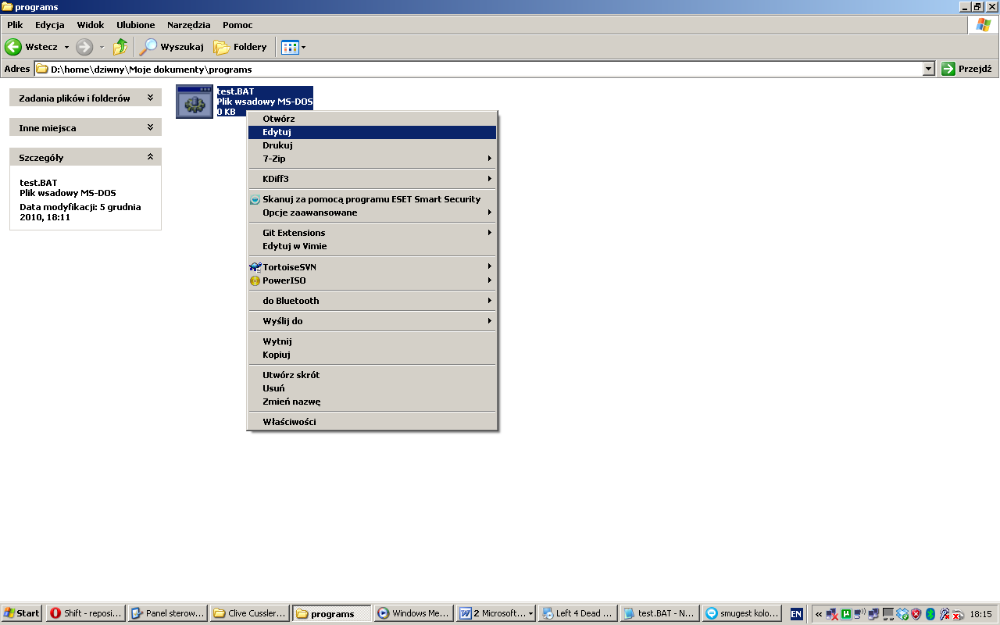 programs
Plik Edycja Widok Ulubione Narzędzia Pomoc
Wstecz Wyszukaj Foldery
Adres D:\home\dziwny\Moje dokumenty\programs Przejdź
Zadania plików i folderów
Inne miejsca
Szczegóły
test.BAT
Plik wsadowy MS-DOS
Data modyfikacji: 5 grudnia
2010, 18:11
test.BAT
Plik wsadowy MS-DOS
0 KB
Otwórz
Edytuj
Drukuj
7-Zip
KDiff3
Skanuj za pomocą programu ESET Smart Security
Opcje zaawansowane
Git Extensions
Edytuj w Vimie
TortoiseSVN
PowerISO
do Bluetooth
Wyślij do
Wytnij
Kopiuj
Utwórz skrót
Usuń
Zmień nazwę
Właściwości
Start Shift - reposi... Panel sterow... Clive Cussler... programs Windows Me... 2 Microsoft... Left 4 Dead ... test.BAT - N... smugest kolo... EN « 18:15